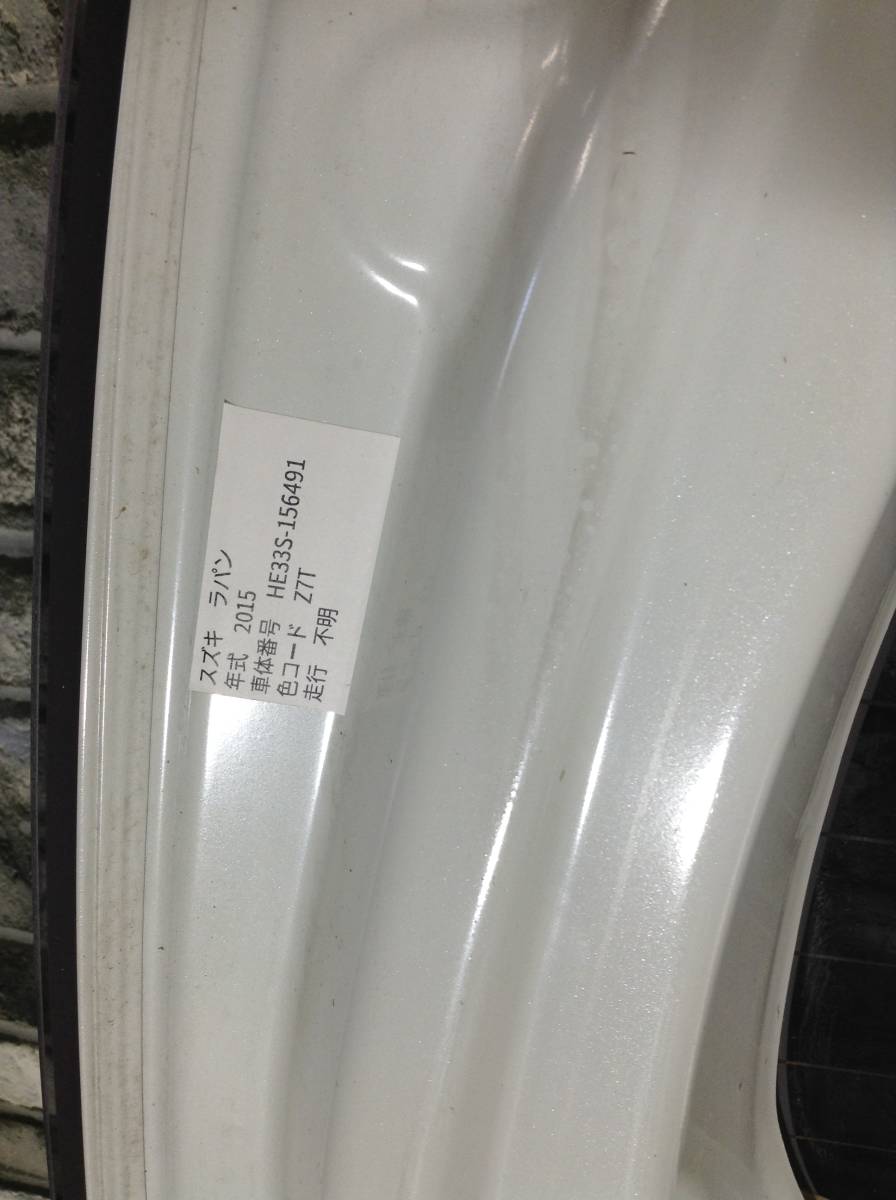 スズキ　ラパン
年式　2015
車体番号　HE33S-156491
色コード　Z7T
走行　不明